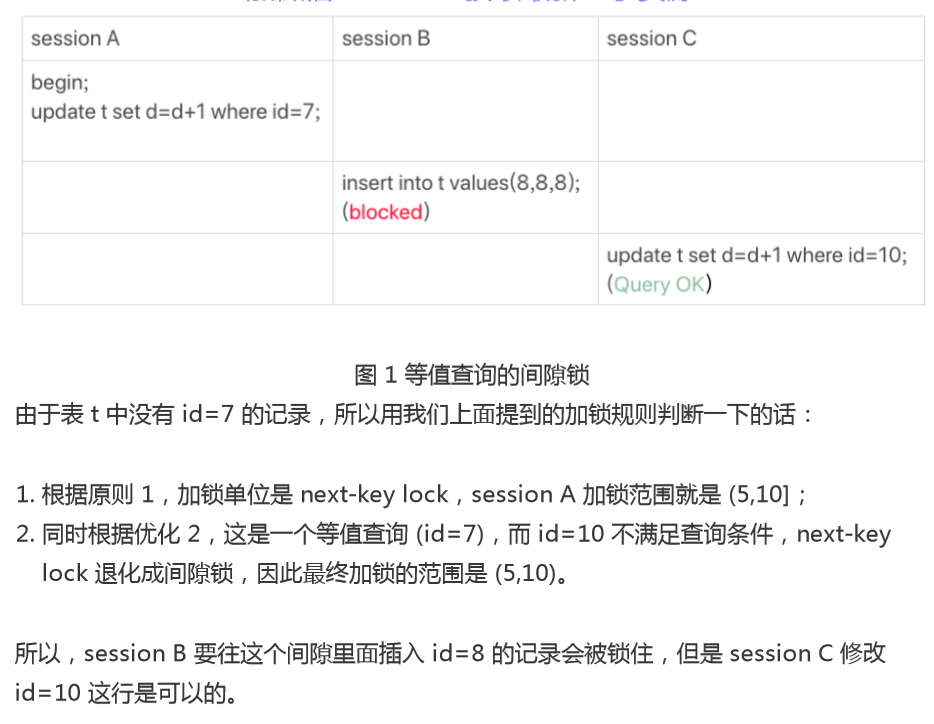 session A
session B
session C
begin;
update t set d=d+1 where id=7;
insert into t values(8,8,8);
(blocked)
update t set d=d+1 where id=10;
(Query OK)
图 1 等值查询的间隙锁
由于表 t 中没有 id=7 的记录，所以用我们上面提到的加锁规则判断一下的话：
1. 根据原则 1，加锁单位是 next-key lock，session A 加锁范围就是 (5,10]；
2. 同时根据优化 2，这是一个等值查询 (id=7)，而 id=10 不满足查询条件，next-key
lock 退化成间隙锁，因此最终加锁的范围是 (5,10)。
所以，session B 要往这个间隙里面插入 id=8 的记录会被锁住，但是 session C 修改
id=10 这行是可以的。